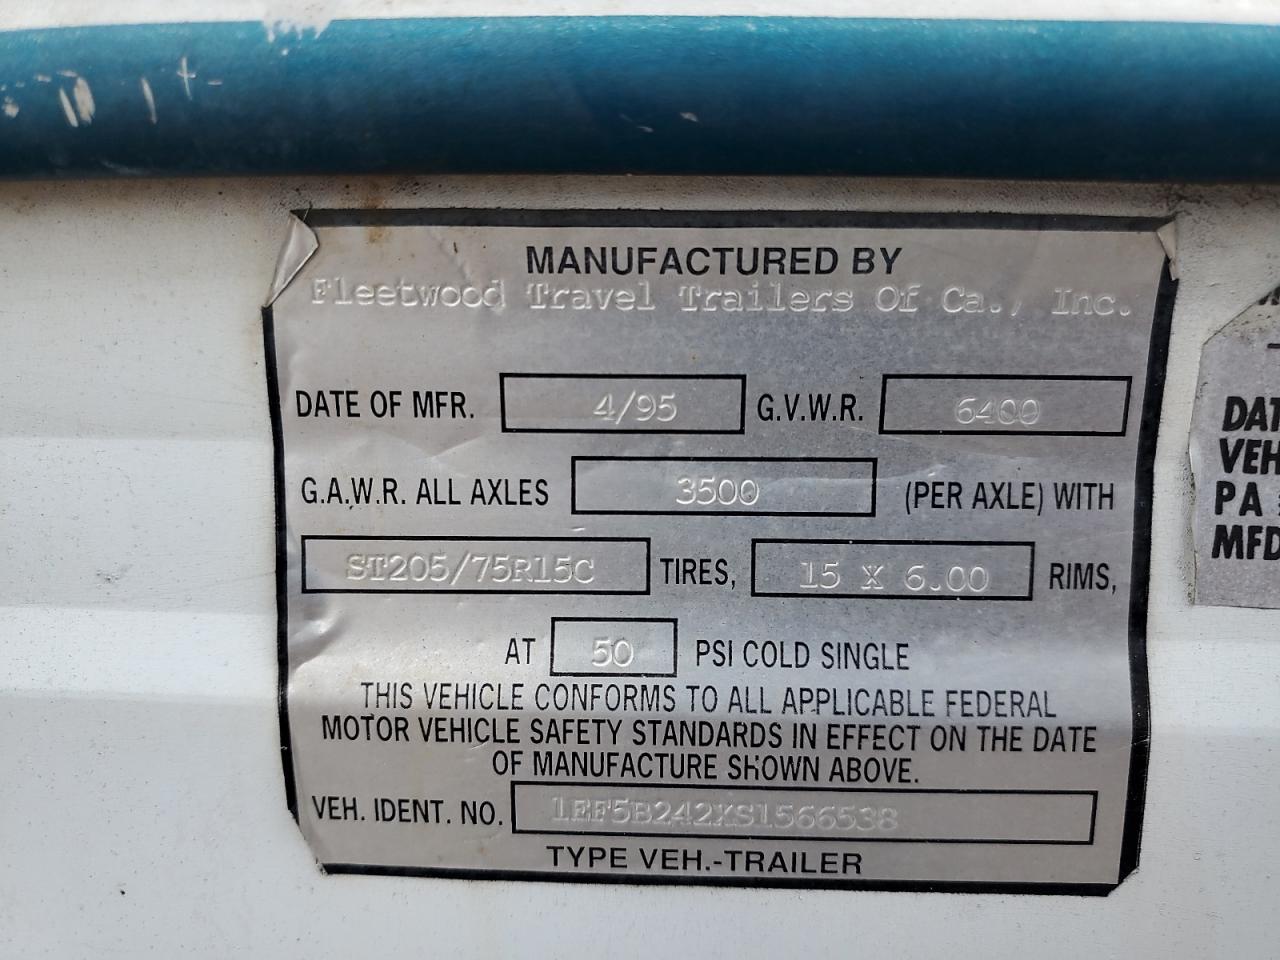 MANUFACTURED BY
Fleetwood Travel Trailers Of Ca., Inc.
DATE OF MFR. 4/95 G.V.W.R. 6400
G.A.W.R. ALL AXLES 3500 (PER AXLE) WITH
ST205/75R15C TIRES, 15 X 6.00 RIMS,
AT 50 PSI COLD SINGLE
THIS VEHICLE CONFORMS TO ALL APPLICABLE FEDERAL
MOTOR VEHICLE SAFETY STANDARDS IN EFFECT ON THE DATE
OF MANUFACTURE SHOWN ABOVE.
VEH. IDENT. NO. 1EF5B242XS1566538
TYPE VEH.-TRAILER
DAT
VEH
PA
MFD